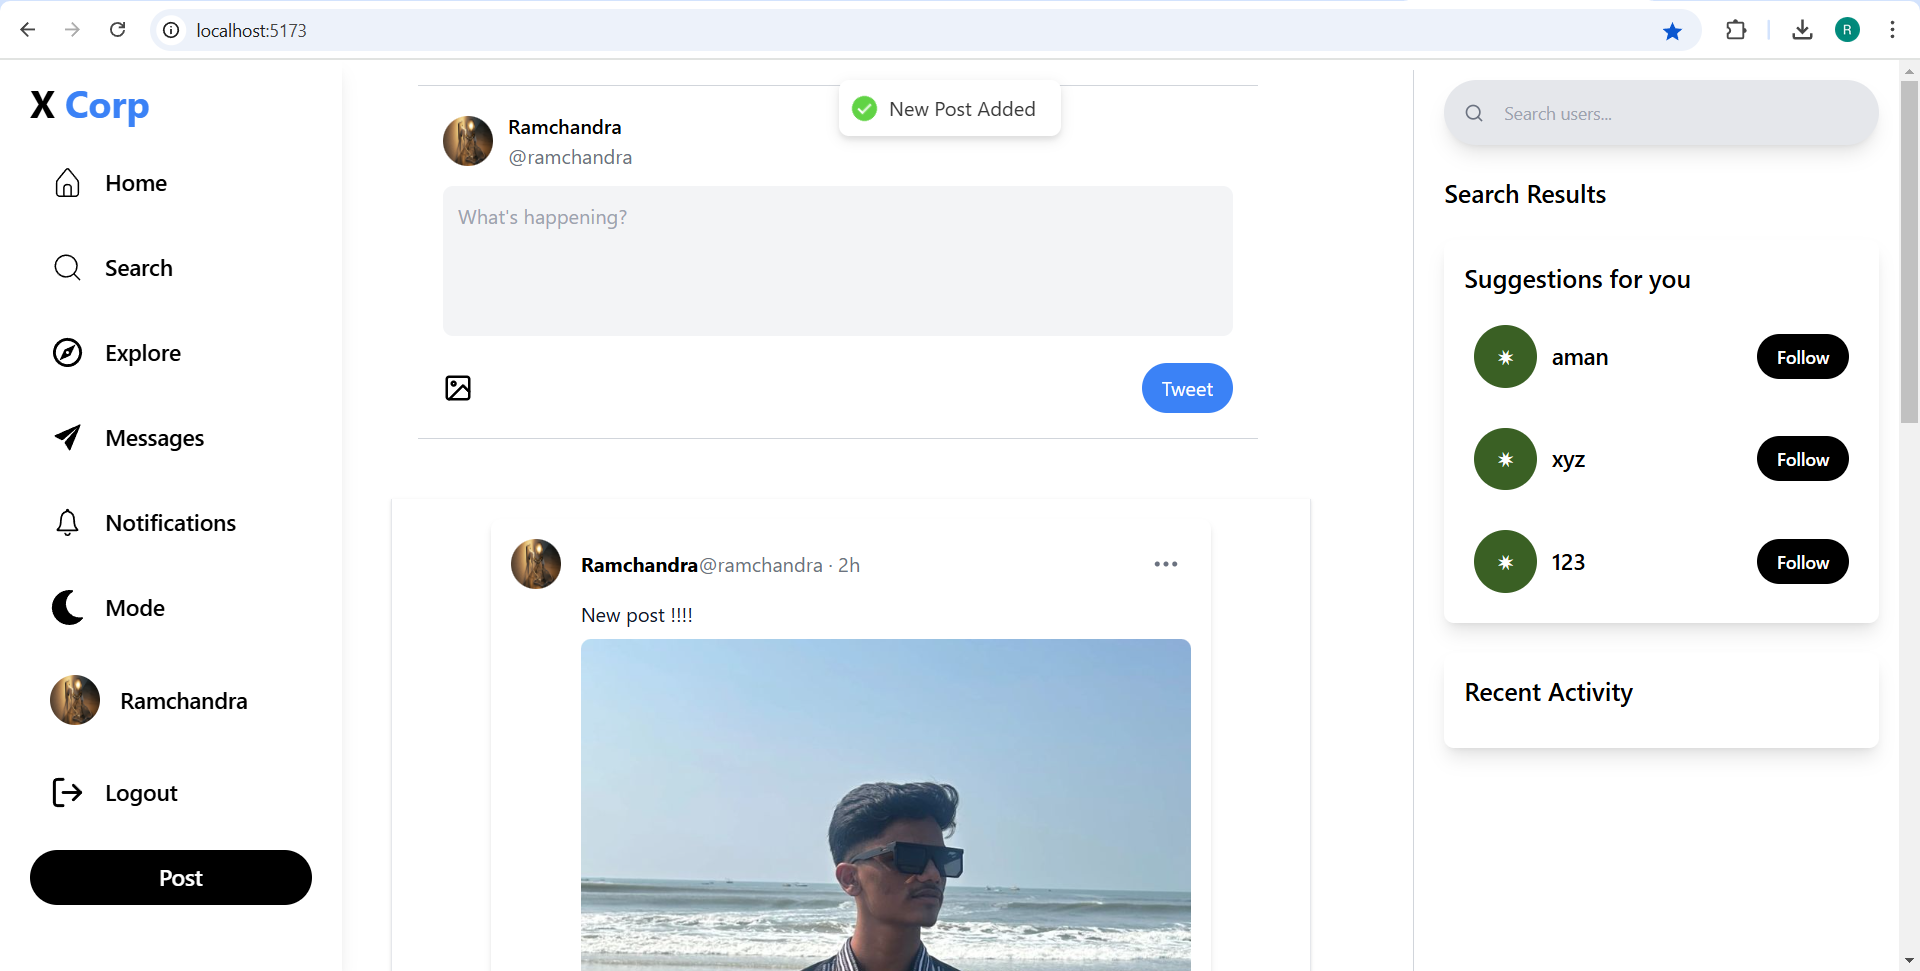 localhost:5173
R
X Corp
Home
Search
Explore
Messages
Notifications
Mode
Ramchandra
Logout
Post
New Post Added
Ramchandra
@ramchandra
What's happening?
Tweet
Ramchandra@ramchandra · 2h
New post !!!!
Search users...
Search Results
Suggestions for you
aman
Follow
xyz
Follow
123
Follow
Recent Activity